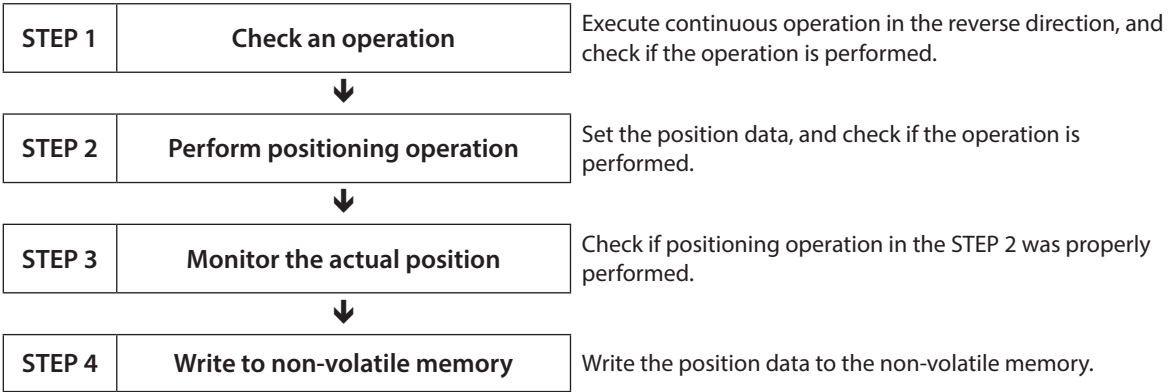 STEP 1 Check an operation
Execute continuous operation in the reverse direction, and
check if the operation is performed.
STEP 2 Perform positioning operation
Set the position data, and check if the operation is
performed.
STEP 3 Monitor the actual position
Check if positioning operation in the STEP 2 was properly
performed.
STEP 4 Write to non-volatile memory
Write the position data to the non-volatile memory.